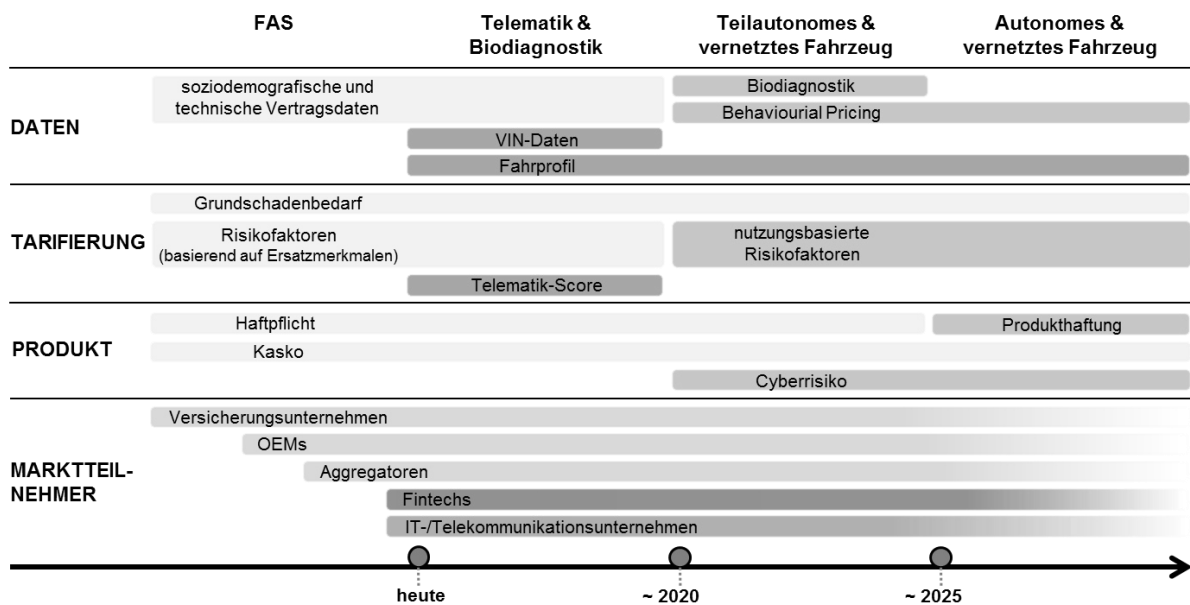 FAS
Telematik &
Biodiagnostik
Teilautonomes &
vernetztes Fahrzeug
Autonomes &
vernetztes Fahrzeug
DATEN
soziodemografische und
technische Vertragsdaten
Biodiagnostik
Behaviourial Pricing
VIN-Daten
Fahrprofil
TARIFIERUNG
Grundschadenbedarf
Risikofaktoren
(basierend auf Ersatzmerkmalen)
nutzungsbasierte
Risikofaktoren
Telematik-Score
PRODUKT
Haftpflicht
Produkthaftung
Kasko
Cyberrisiko
MARKTTEIL-
NEHMER
Versicherungsunternehmen
OEMs
Aggregatoren
Fintechs
IT-/Telekommunikationsunternehmen
heute
~ 2020
~ 2025